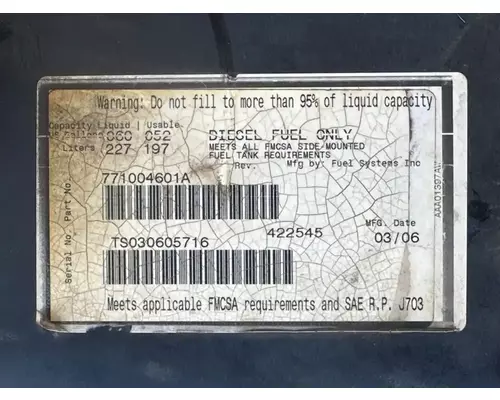 Warning: Do not fill to more than 95% of liquid capacity
Capacity Liquid | Usable
Gallons 060 052
Liters 227 197
DIESEL FUEL ONLY
MEETS ALL FMCSA SIDE-MOUNTED
FUEL TANK REQUIREMENTS
Rev. Mfg by: Fuel Systems Inc
Part No.
771004601A
Serial No.
TS030605716
422545
MFG. Date
03/06
AAA01397AW
Meets applicable FMCSA requirements and SAE R.P. J703